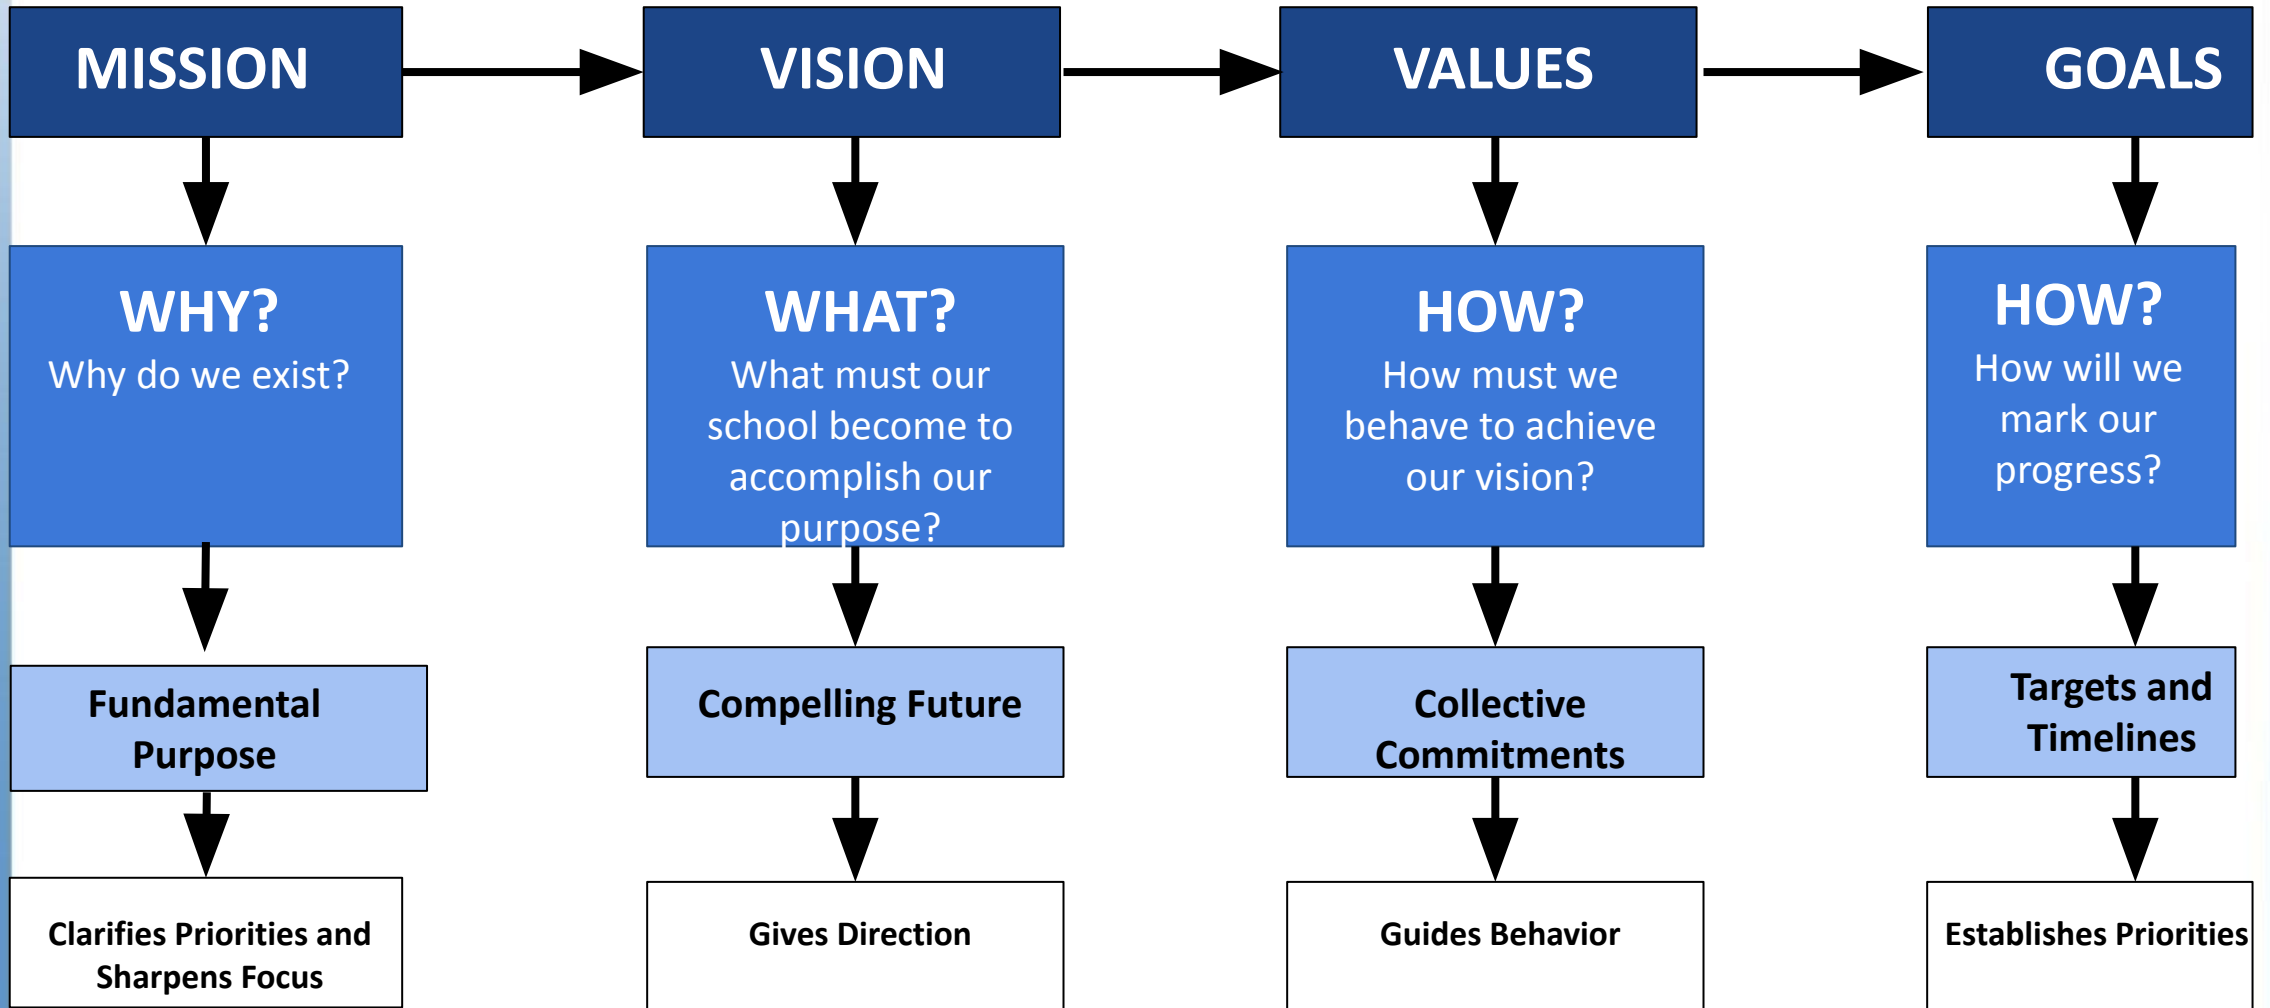 MISSION
VISION
VALUES
GOALS
WHY?
Why do we exist?
WHAT?
What must our
school become to
accomplish our
purpose?
HOW?
How must we
behave to achieve
our vision?
HOW?
How will we
mark our
progress?
Fundamental
Purpose
Compelling Future
Collective
Commitments
Targets and
Timelines
Clarifies Priorities and
Sharpens Focus
Gives Direction
Guides Behavior
Establishes Priorities